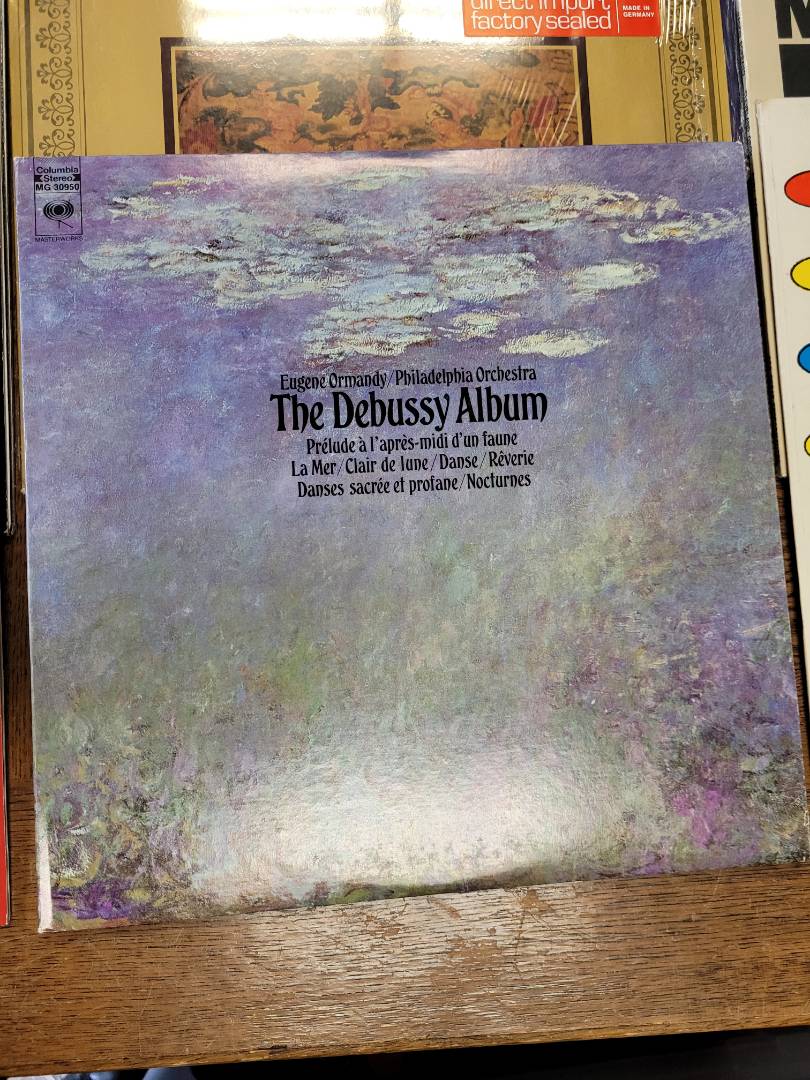 direct import
factory sealed
MADE IN
GERMANY
Columbia
Stereo
MG 30950
MASTERWORKS
Eugene Ormandy/Philadelphia Orchestra
The Debussy Album
Prélude à l'après-midi d'un faune
La Mer/Clair de lune/Danse/Rêverie
Danses sacrée et profane/Nocturnes